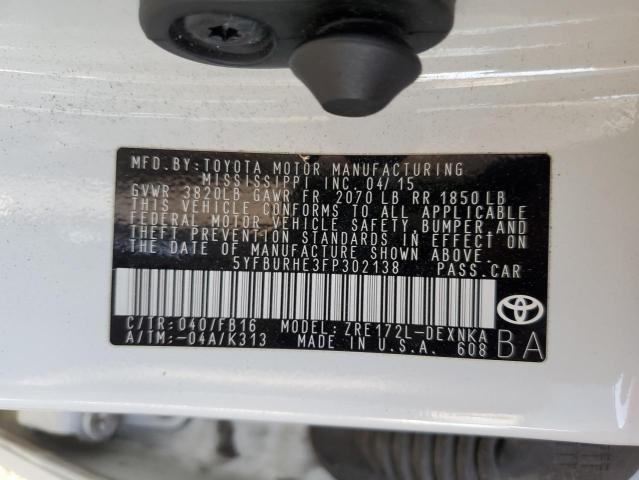 MFD.BY:TOYOTA MOTOR MANUFACTURING
MISSISSIPPI INC. 04/15
GVWR 3820LB GAWR FR 2070 LB RR 1850 LB
THIS VEHICLE CONFORMS TO ALL APPLICABLE
FEDERAL MOTOR VEHICLE SAFETY, BUMPER, AND
THEFT PREVENTION STANDARDS IN EFFECT ON
THE DATE OF MANUFACTURE SHOWN ABOVE.
5YFBURHE3FP302138 PASS.CAR
C/TR: 040/FB16 MODEL: ZRE172L-DEXNKA
A/TM:-04A/K313 MADE IN U.S.A. 608 BA